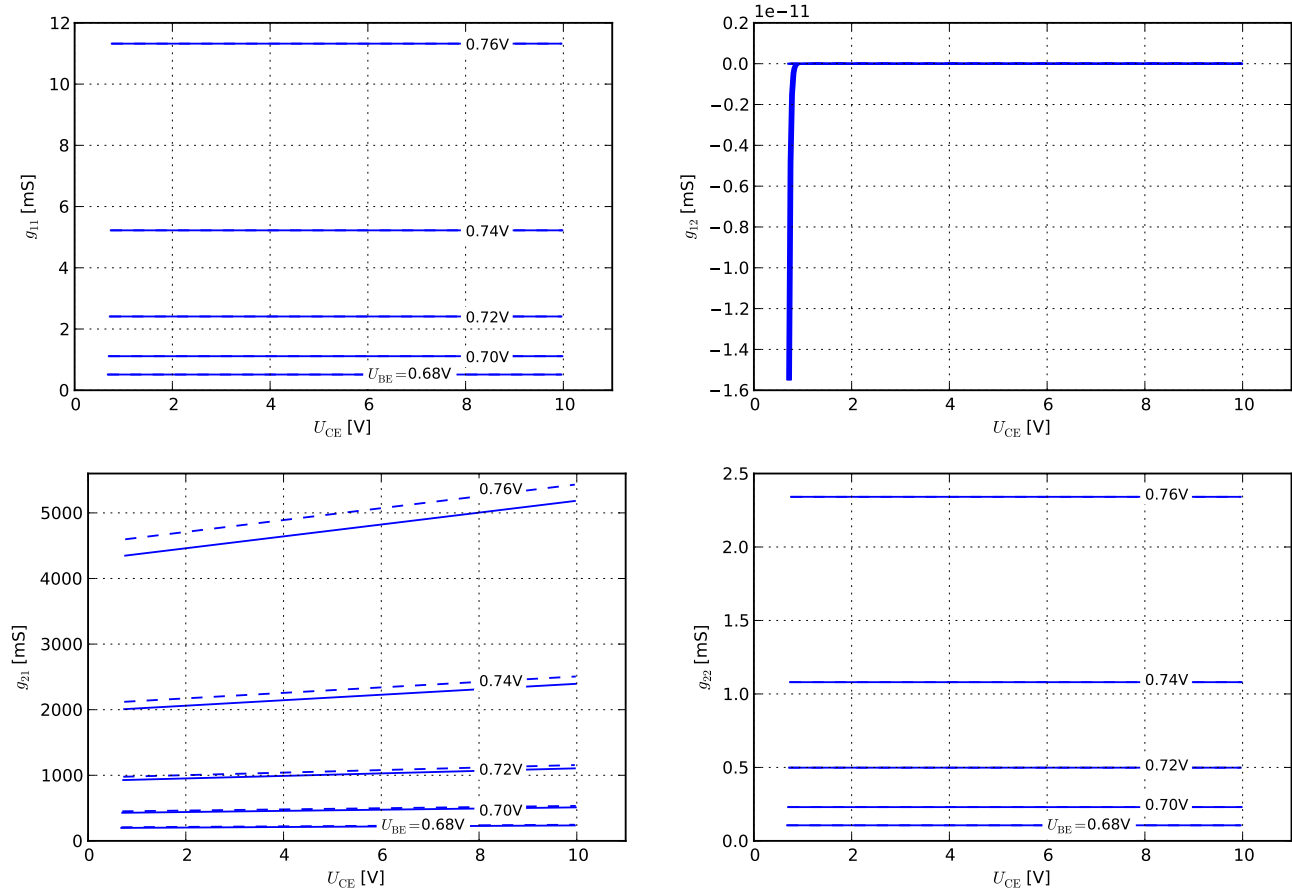 12
10
8
6
4
2
0
g11 [mS]
0.76V
0.74V
0.72V
0.70V
UBE=0.68V
0 2 4 6 8 10
UCE [V]
1e−11
0.2
0.0
−0.2
−0.4
−0.6
−0.8
−1.0
−1.2
−1.4
−1.6
g12 [mS]
0 2 4 6 8 10
UCE [V]
5000
4000
3000
2000
1000
0
g21 [mS]
0.76V
0.74V
0.72V
0.70V
UBE=0.68V
0 2 4 6 8 10
UCE [V]
2.5
2.0
1.5
1.0
0.5
0.0
g22 [mS]
0.76V
0.74V
0.72V
0.70V
UBE=0.68V
0 2 4 6 8 10
UCE [V]